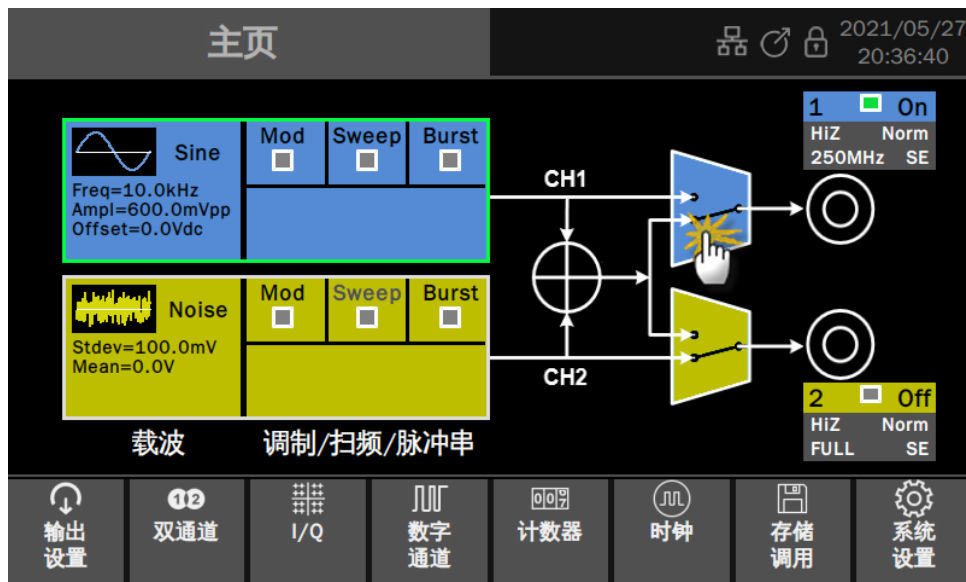 主页
2021/05/27
20:36:40
Sine
Freq=10.0kHz
Ampl=600.0mVpp
Offset=0.0Vdc
Mod
Sweep
Burst
CH1
1 On
HiZ Norm
250MHz SE
Noise
Stdev=100.0mV
Mean=0.0V
Mod
Sweep
Burst
CH2
2 Off
HiZ Norm
FULL SE
载波
调制/扫频/脉冲串
输出
设置
12
双通道
I/Q
数字
通道
007
计数器
时钟
存储
调用
系统
设置